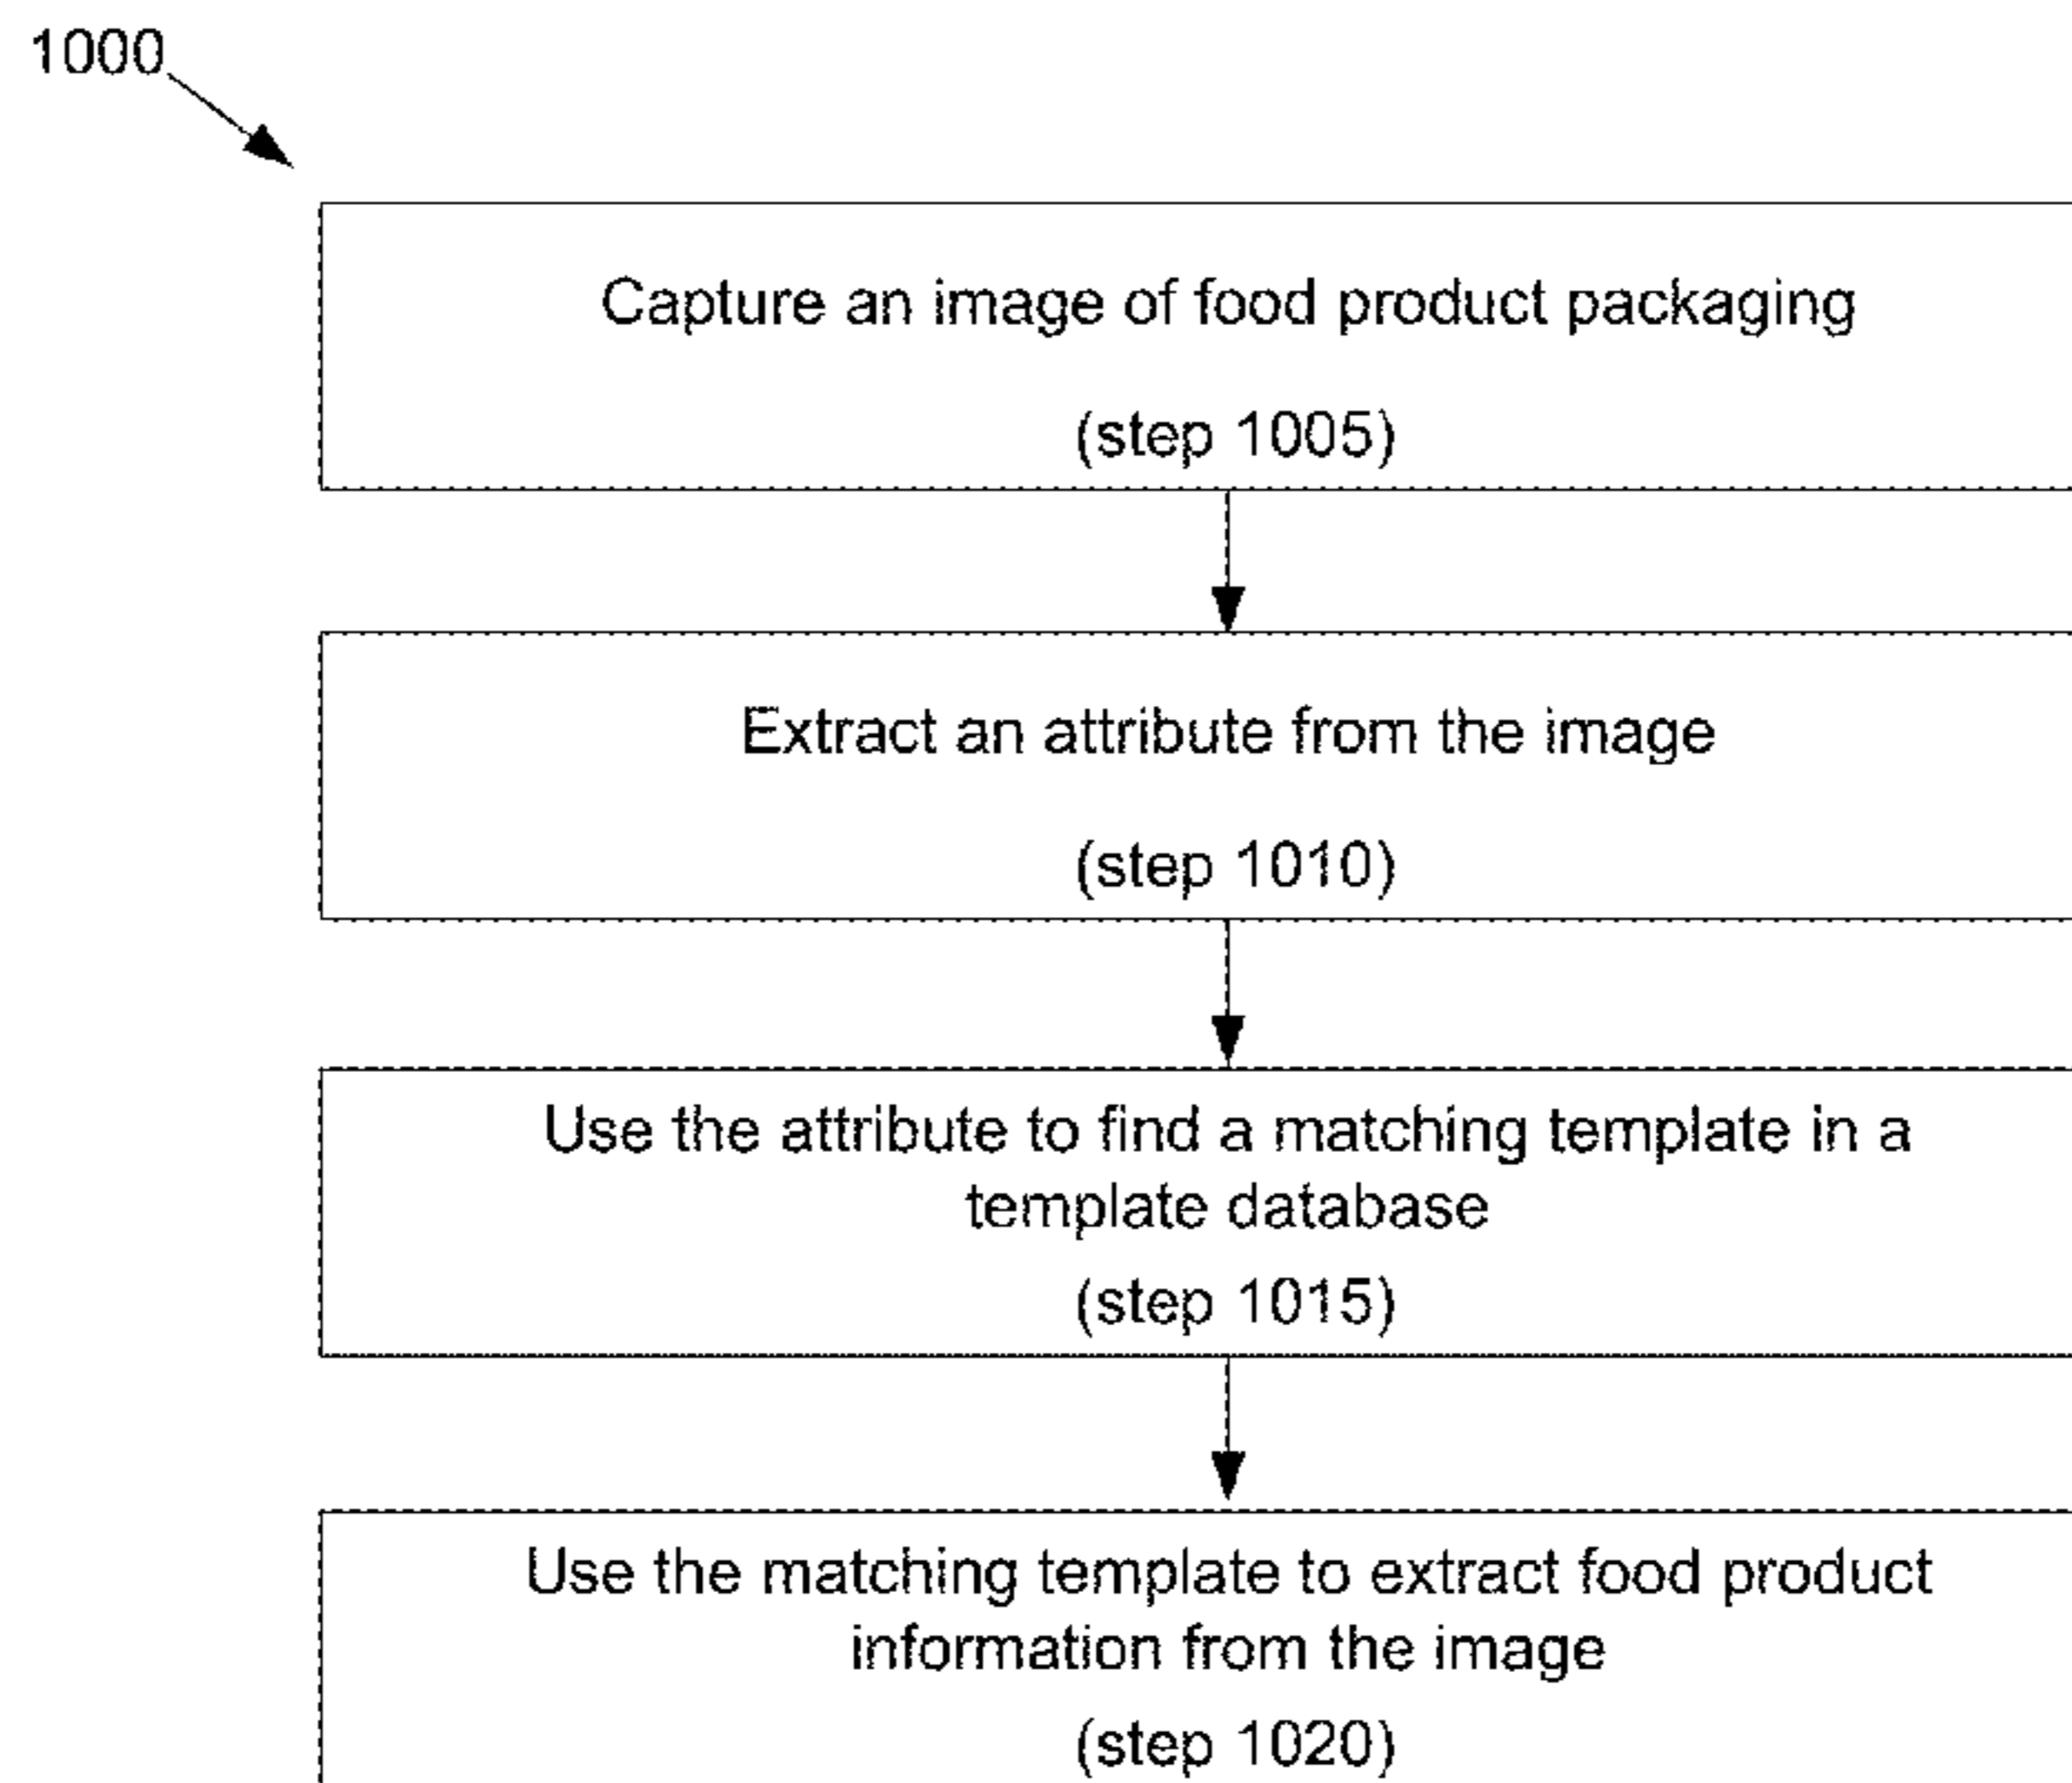 1000
Capture an image of food product packaging
(step 1005)
Extract an attribute from the image
(step 1010)
Use the attribute to find a matching template in a
template database
(step 1015)
Use the matching template to extract food product
information from the image
(step 1020)